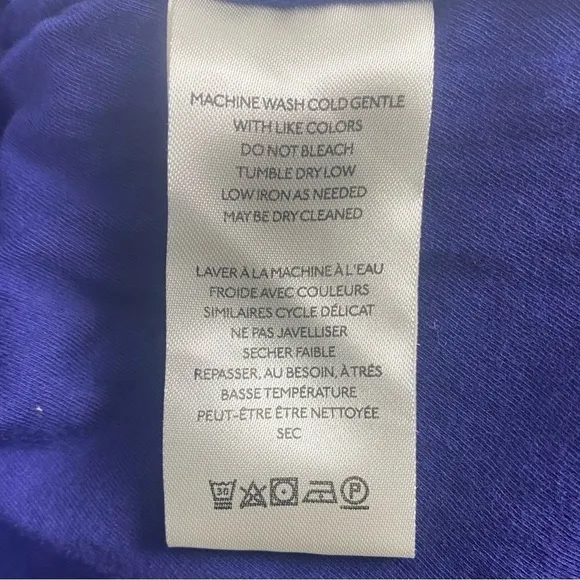 MACHINE WASH COLD GENTLE
WITH LIKE COLORS
DO NOT BLEACH
TUMBLE DRY LOW
LOW IRON AS NEEDED
MAY BE DRY CLEANED
LAVER À LA MACHINE À L'EAU
FROIDE AVEC COULEURS
SIMILAIRES CYCLE DÉLICAT
NE PAS JAVELLISER
SECHER FAIBLE
REPASSER, AU BESOIN, À TRÉS
BASSE TEMPÉRATURE
PEUT-ÊTRE ÊTRE NETTOYÉE
SEC
30 P